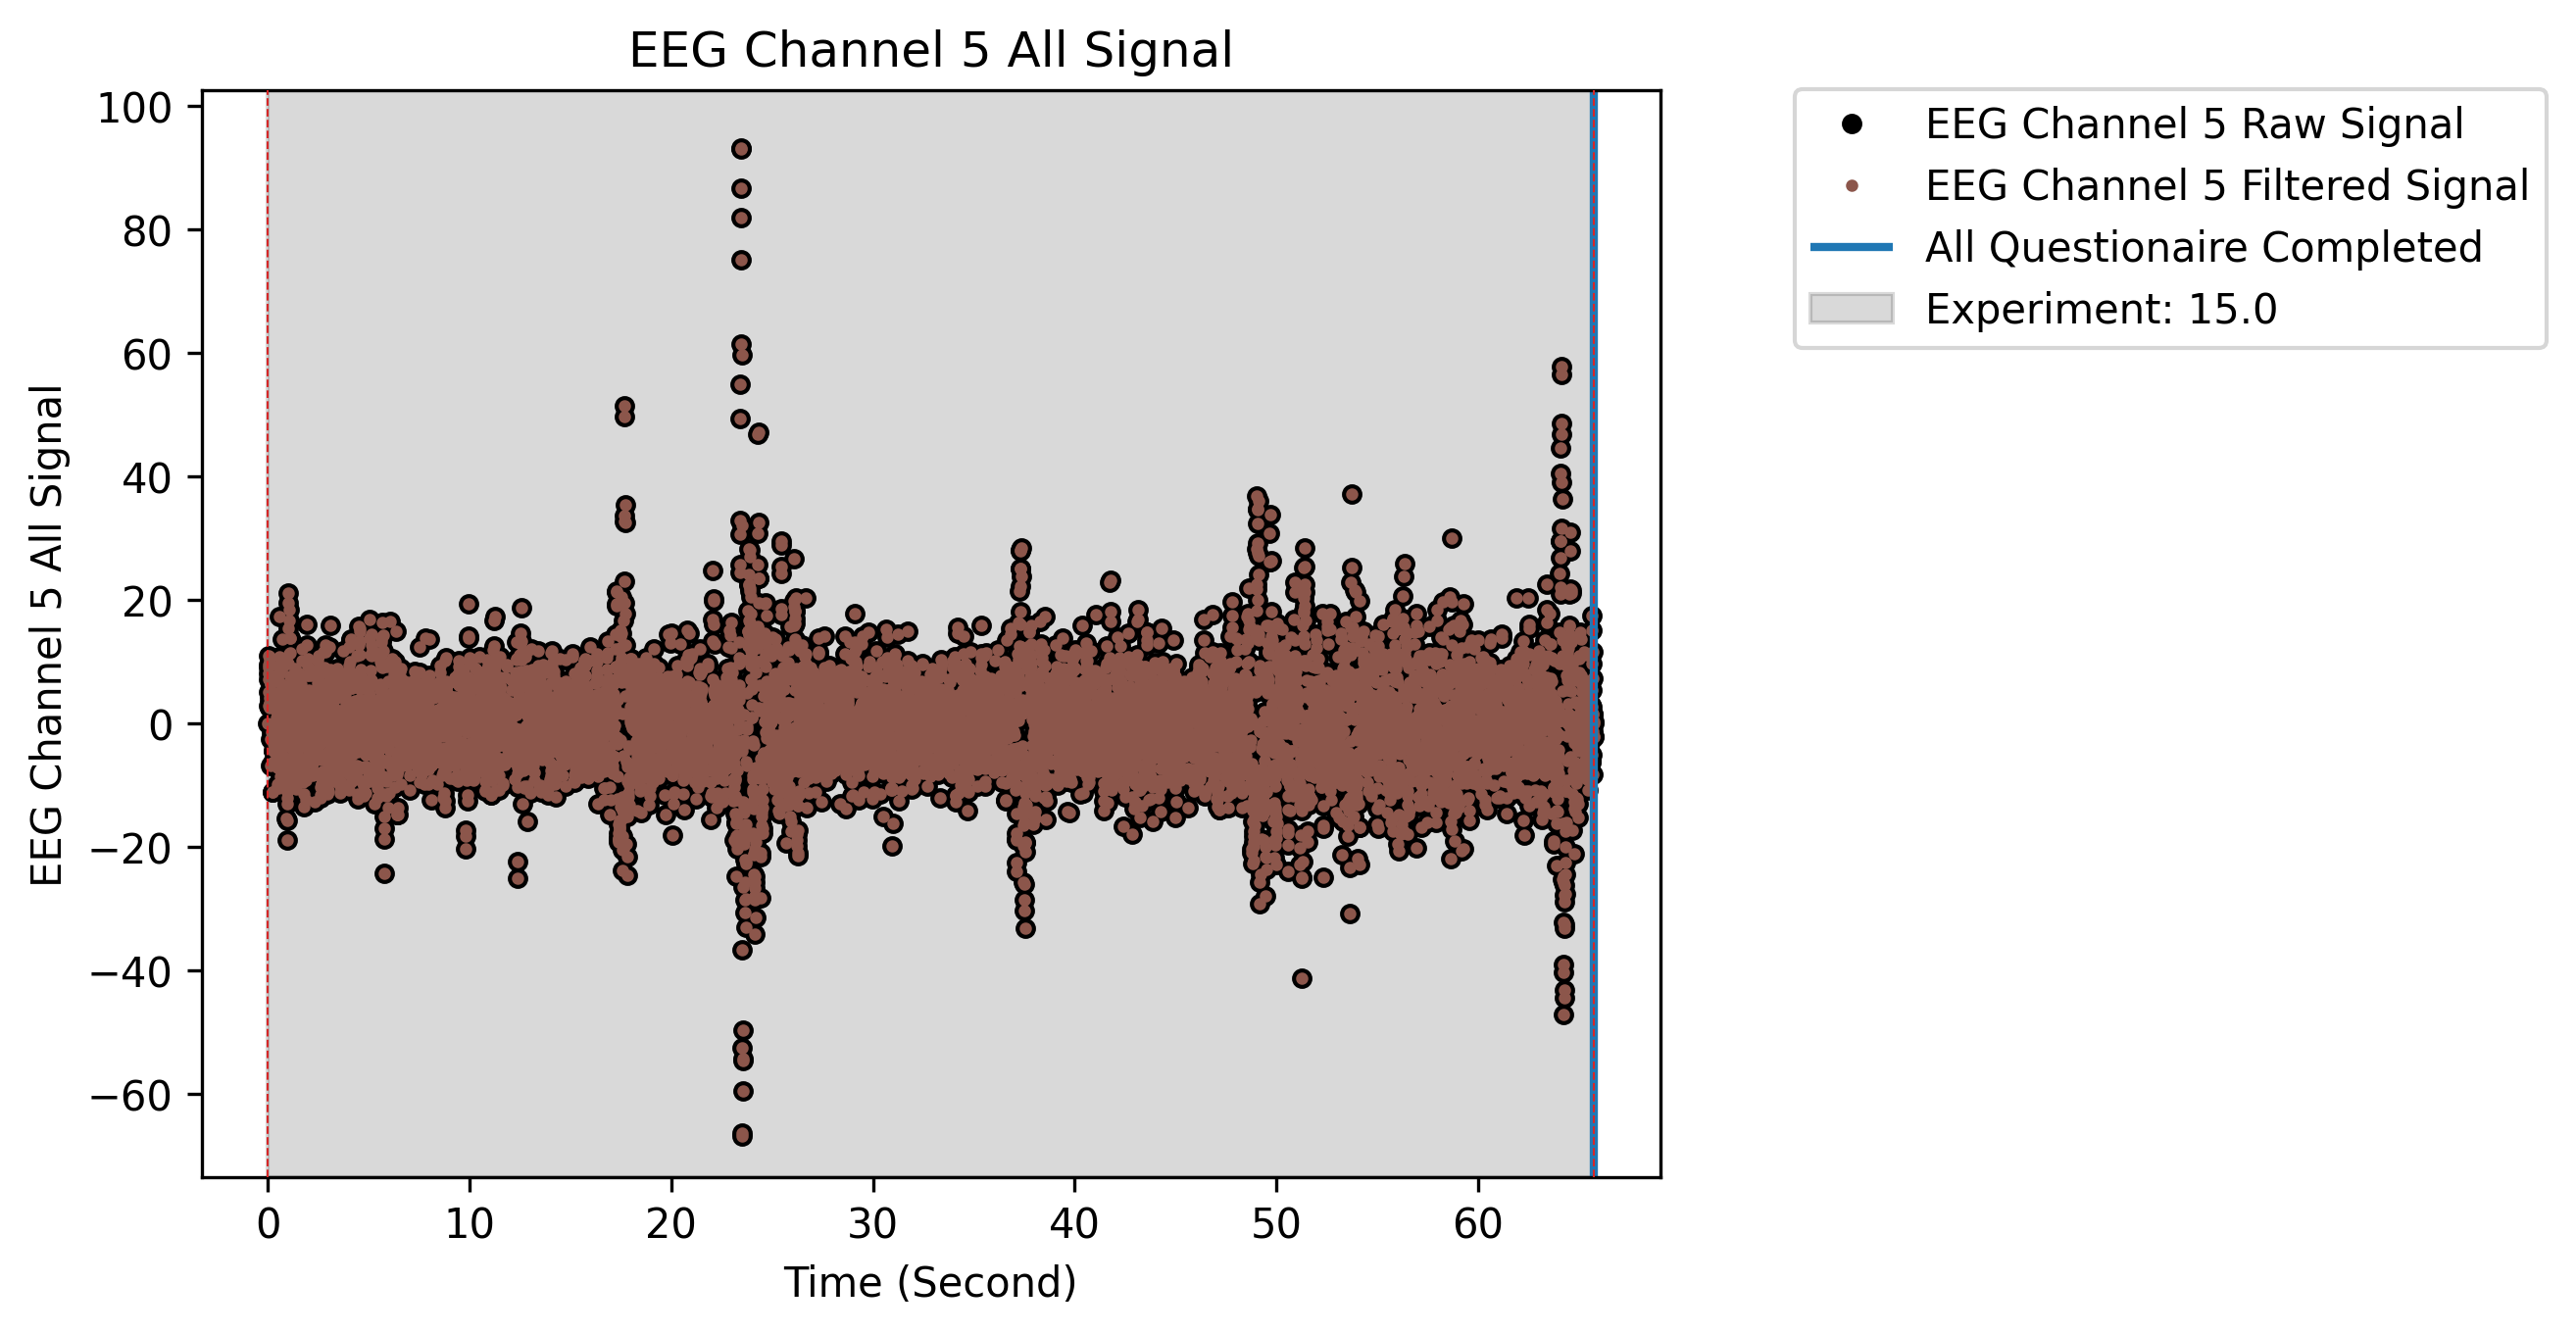 EEG Channel 5 All Signal
EEG Channel 5 Raw Signal
EEG Channel 5 Filtered Signal
All Questionaire Completed
Experiment: 15.0
EEG Channel 5 All Signal
100
80
60
40
20
0
−20
−40
−60
0 10 20 30 40 50 60
Time (Second)